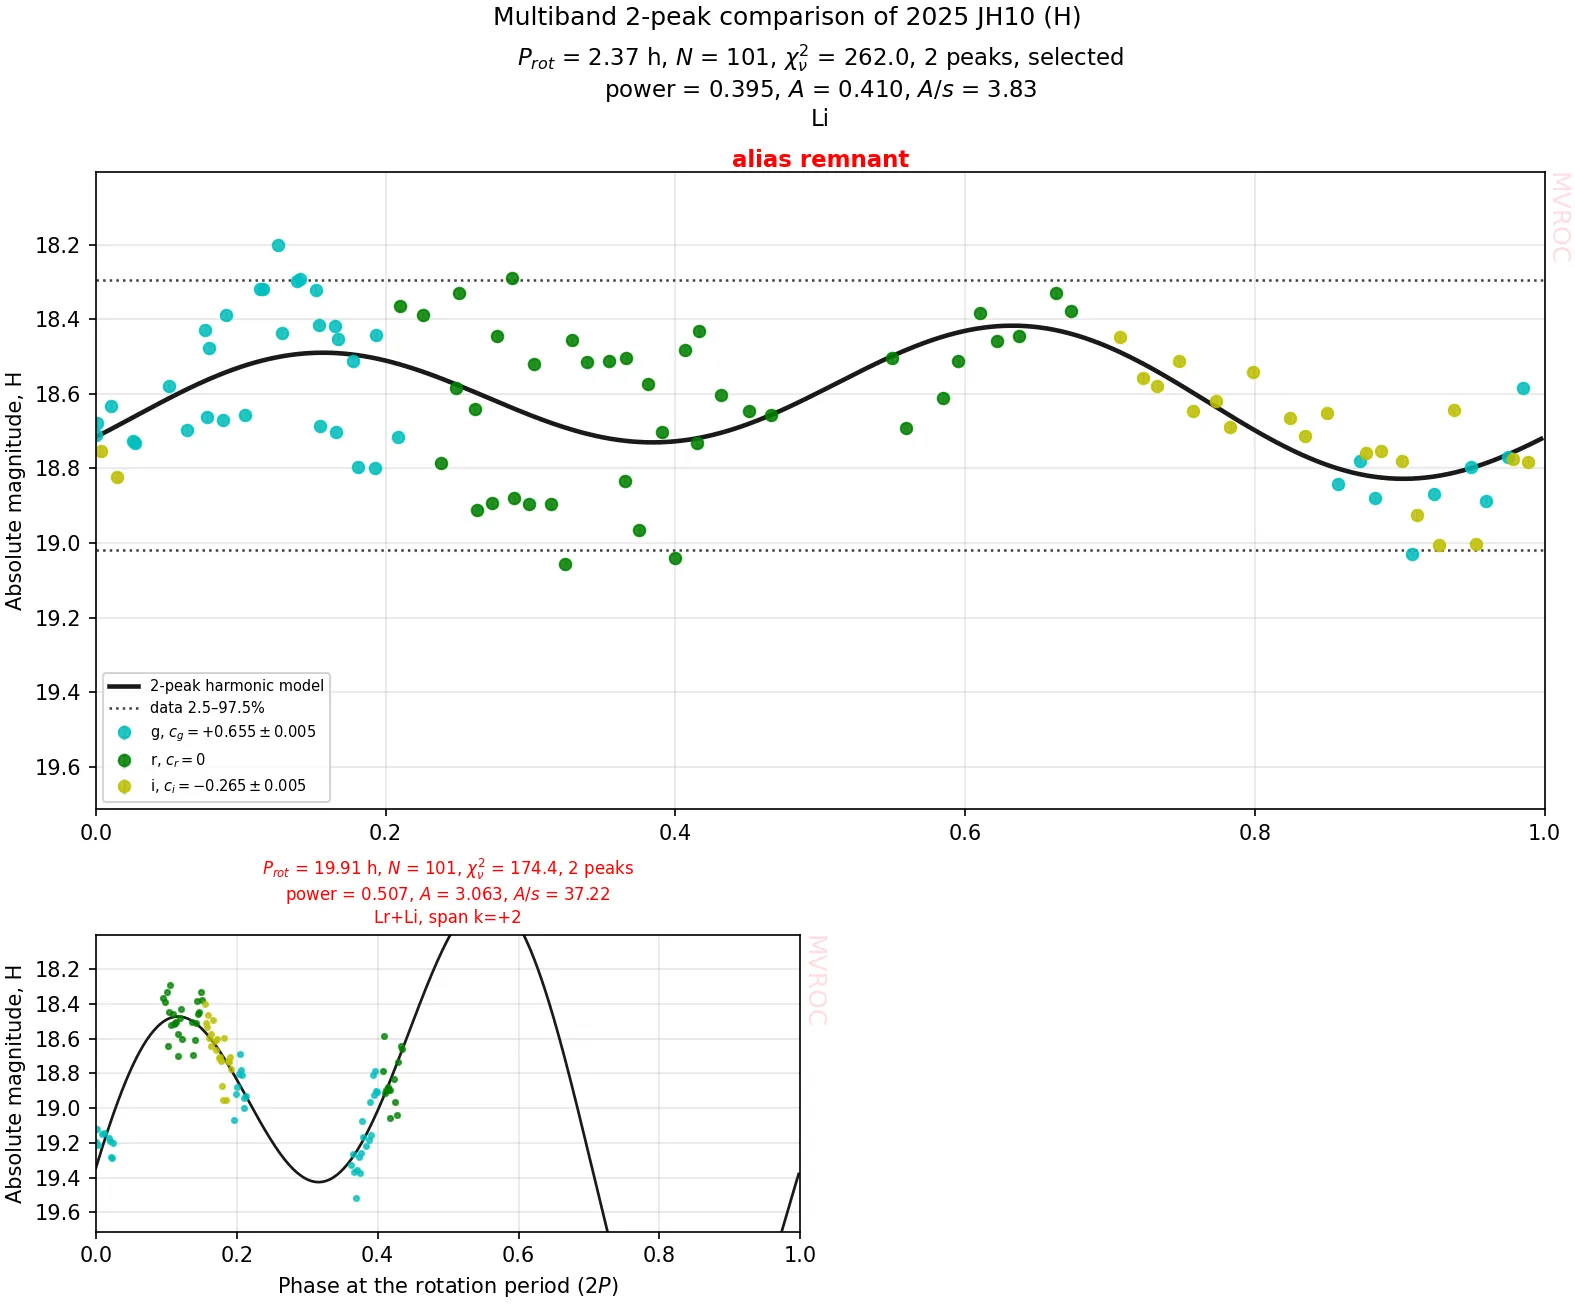 Multiband 2-peak comparison of 2025 JH10 (H)
P_rot = 2.37 h, N = 101, χ²_ν = 262.0, 2 peaks, selected
power = 0.395, A = 0.410, A/s = 3.83
Li
alias remnant
MVROC
Absolute magnitude, H
18.2
18.4
18.6
18.8
19.0
19.2
19.4
19.6
2-peak harmonic model
data 2.5–97.5%
g, c_g = +0.655 ± 0.005
r, c_r = 0
i, c_i = −0.265 ± 0.005
0.0 0.2 0.4 0.6 0.8 1.0
P_rot = 19.91 h, N = 101, χ²_ν = 174.4, 2 peaks
power = 0.507, A = 3.063, A/s = 37.22
Lr+Li, span k=+2
MVROC
Absolute magnitude, H
18.2
18.4
18.6
18.8
19.0
19.2
19.4
19.6
0.0 0.2 0.4 0.6 0.8 1.0
Phase at the rotation period (2P)